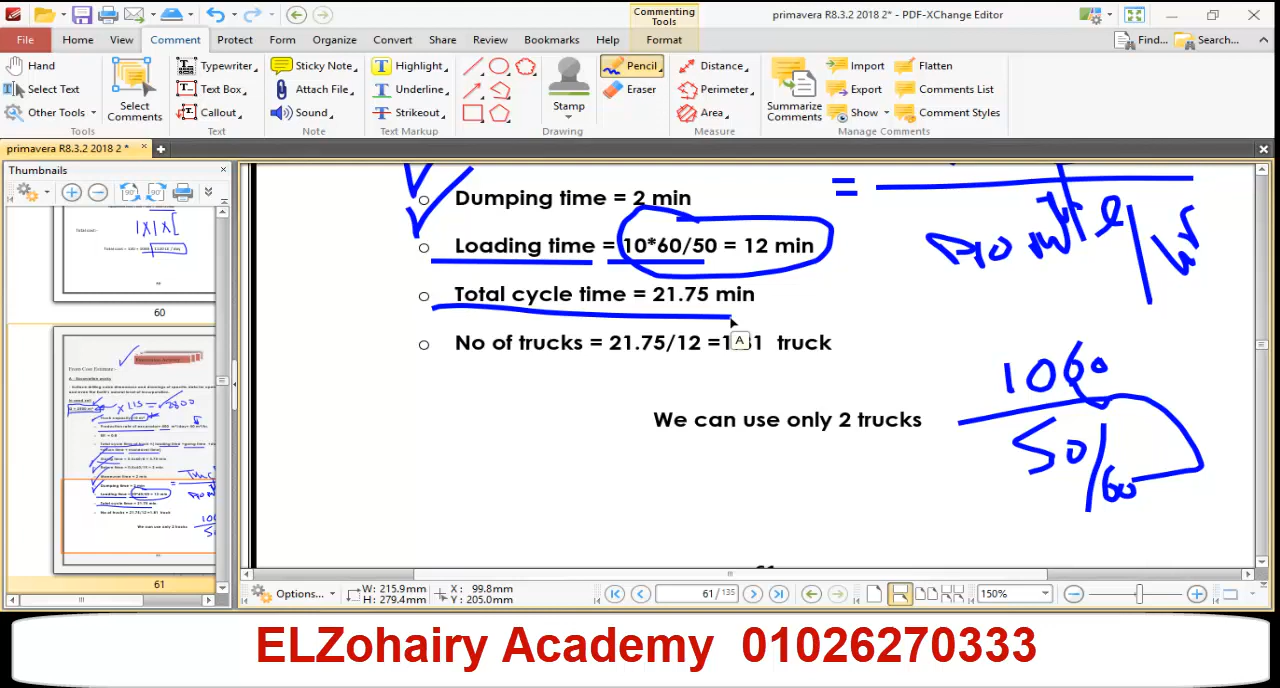 Commenting
Tools
primavera R8.3.2 2018 2* - PDF-XChange Editor
File Home View Comment Protect Form Organize Convert Share Review Bookmarks Help Format Find... Search...
Hand
Select Text
Other Tools
Tools
Select
Comments
Typewriter
Text Box
Callout
Text
Sticky Note
Attach File
Sound
Note
Highlight
Underline
Strikeout
Text Markup
Drawing
Stamp
Pencil
Eraser
Distance
Perimeter
Area
Measure
Summarize
Comments
Import
Export
Show
Flatten
Comments List
Comment Styles
Manage Comments
primavera R8.3.2 2018 2 *
Thumbnails
60
61
Dumping time = 2 min
Loading time = 10*60/50 = 12 min
Total cycle time = 21.75 min
No of trucks = 21.75/12 =1.81 truck
We can use only 2 trucks
=
/hr
10
60
50/60
Options...
W: 215.9mm
H: 279.4mm
X: 99.8mm
Y: 205.0mm
61 / 135
150%
ELZohairy Academy 01026270333